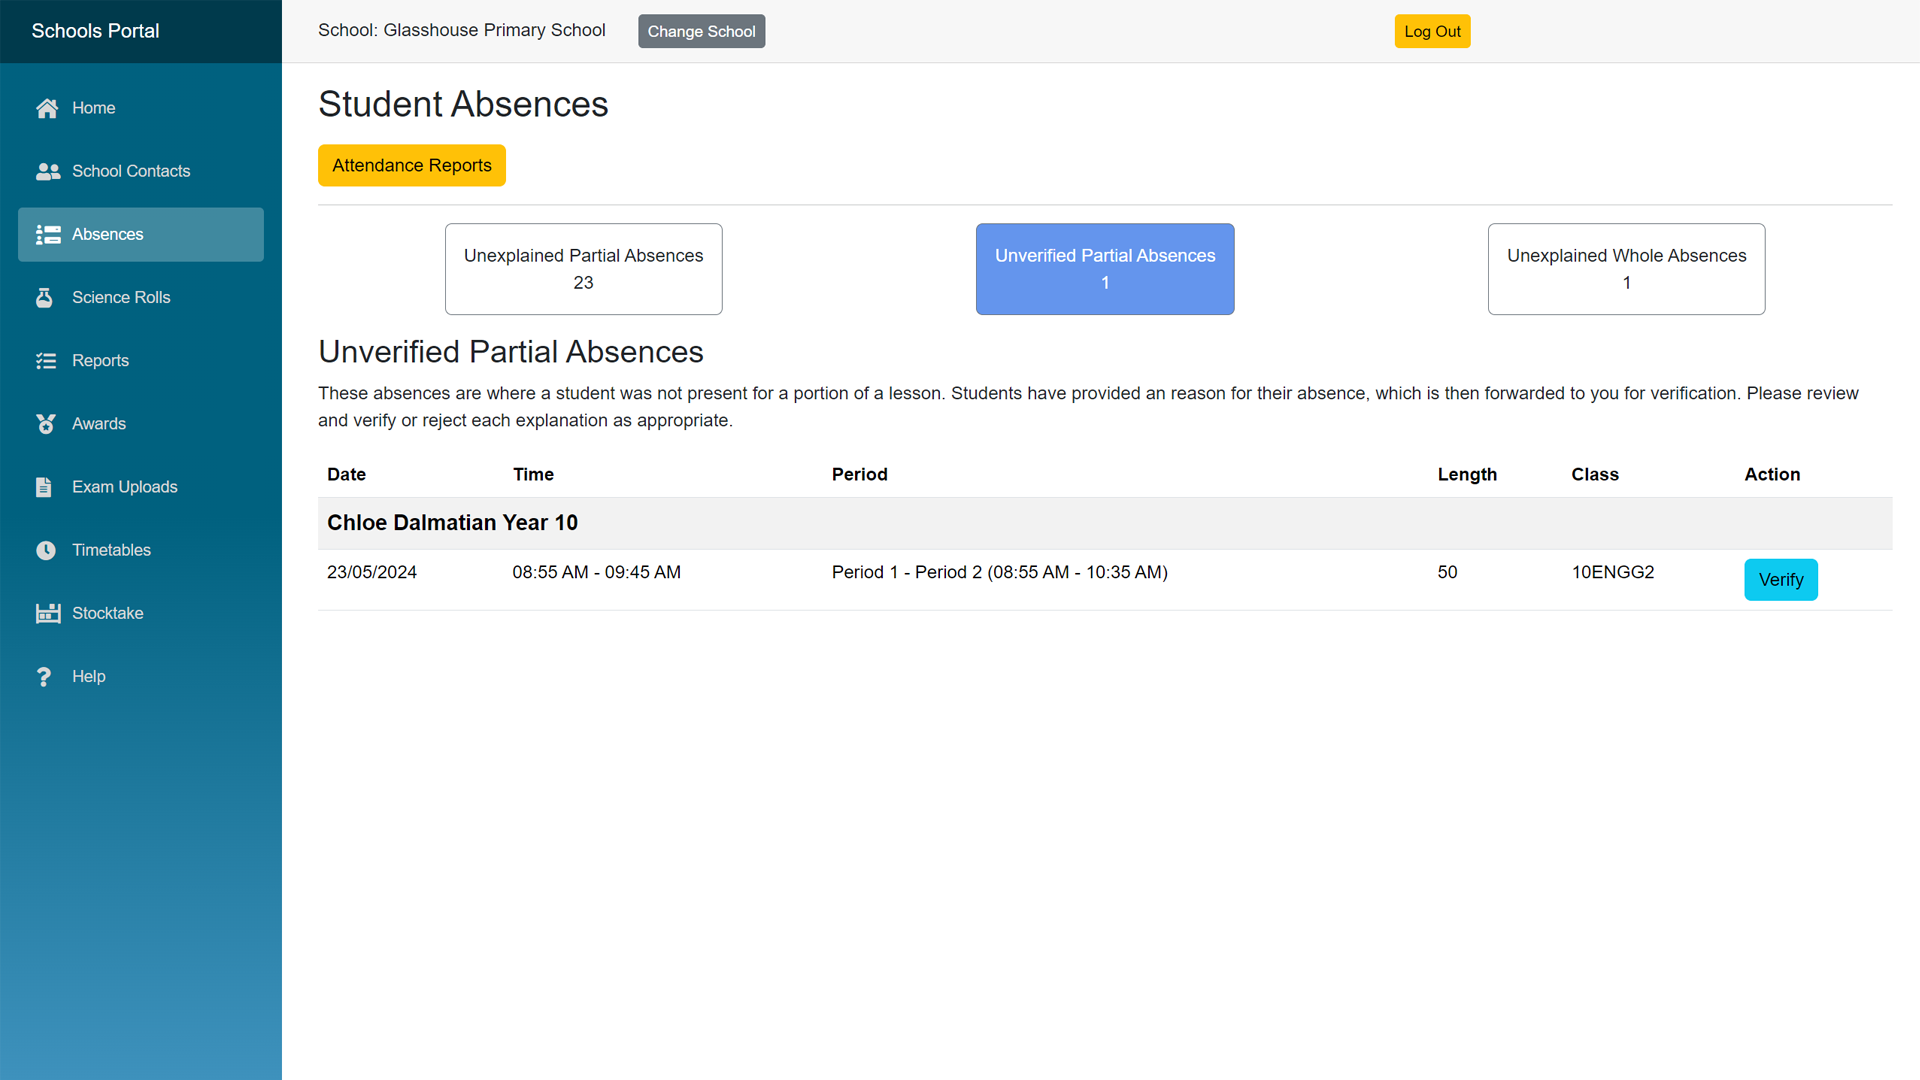 Schools Portal
School: Glasshouse Primary School
Change School
Log Out
Home
School Contacts
Absences
Science Rolls
Reports
Awards
Exam Uploads
Timetables
Stocktake
Help
Student Absences
Attendance Reports
Unexplained Partial Absences
23
Unverified Partial Absences
1
Unexplained Whole Absences
1
Unverified Partial Absences
These absences are where a student was not present for a portion of a lesson. Students have provided an reason for their absence, which is then forwarded to you for verification. Please review
and verify or reject each explanation as appropriate.
Date Time Period Length Class Action
Chloe Dalmatian Year 10
23/05/2024 08:55 AM - 09:45 AM Period 1 - Period 2 (08:55 AM - 10:35 AM) 50 10ENGG2 Verify